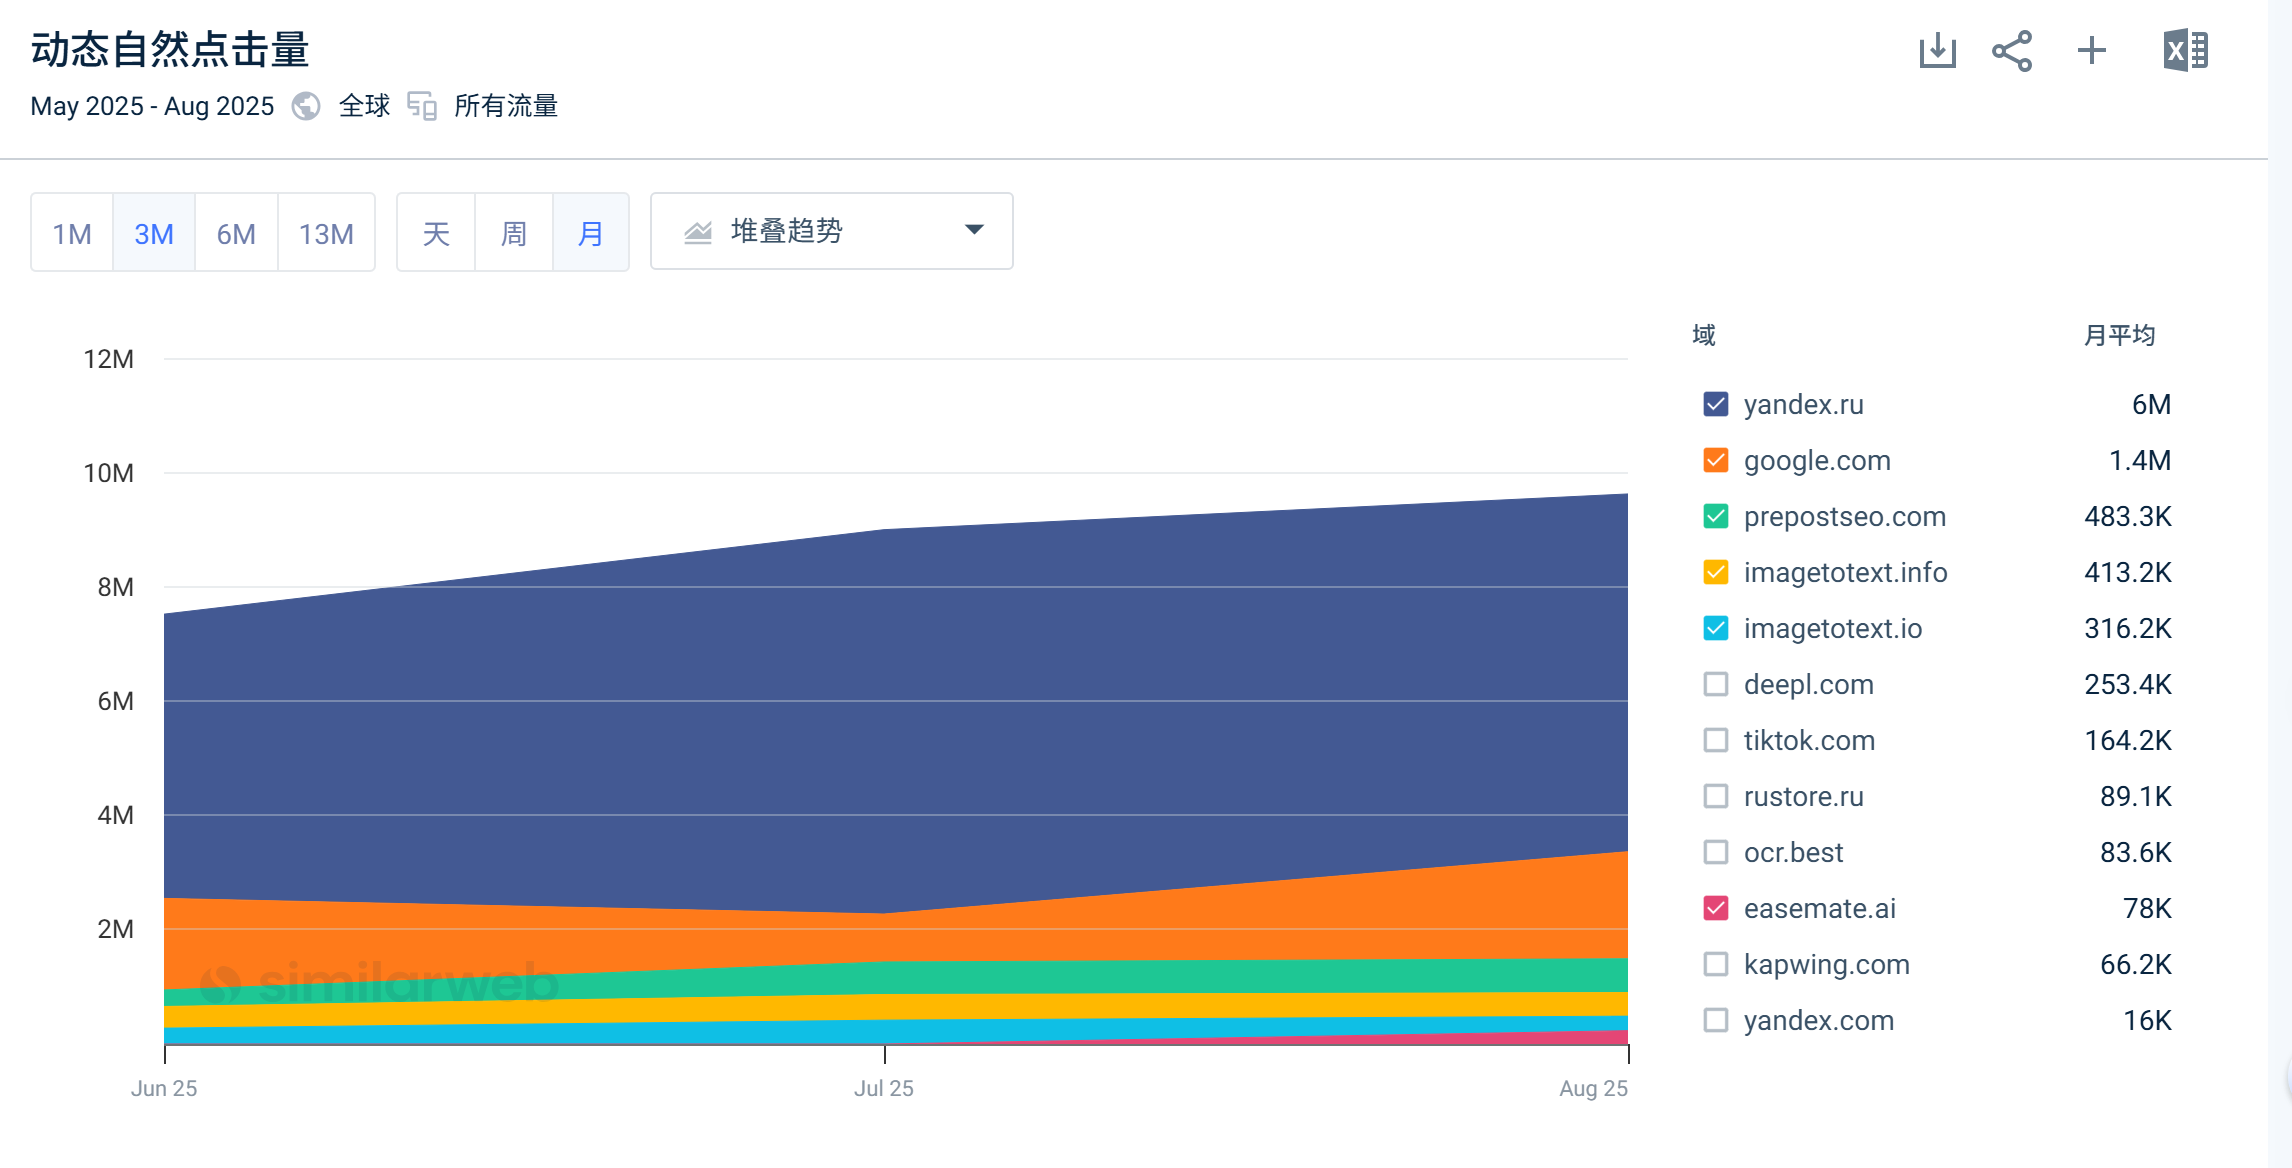 动态自然点击量
May 2025 - Aug 2025 全球 所有流量
1M 3M 6M 13M 天 周 月 堆叠趋势
域 月平均
12M
10M
8M
6M
4M
2M
similarweb
Jun 25 Jul 25 Aug 25
yandex.ru 6M
google.com 1.4M
prepostseo.com 483.3K
imagetotext.info 413.2K
imagetotext.io 316.2K
deepl.com 253.4K
tiktok.com 164.2K
rustore.ru 89.1K
ocr.best 83.6K
easemate.ai 78K
kapwing.com 66.2K
yandex.com 16K